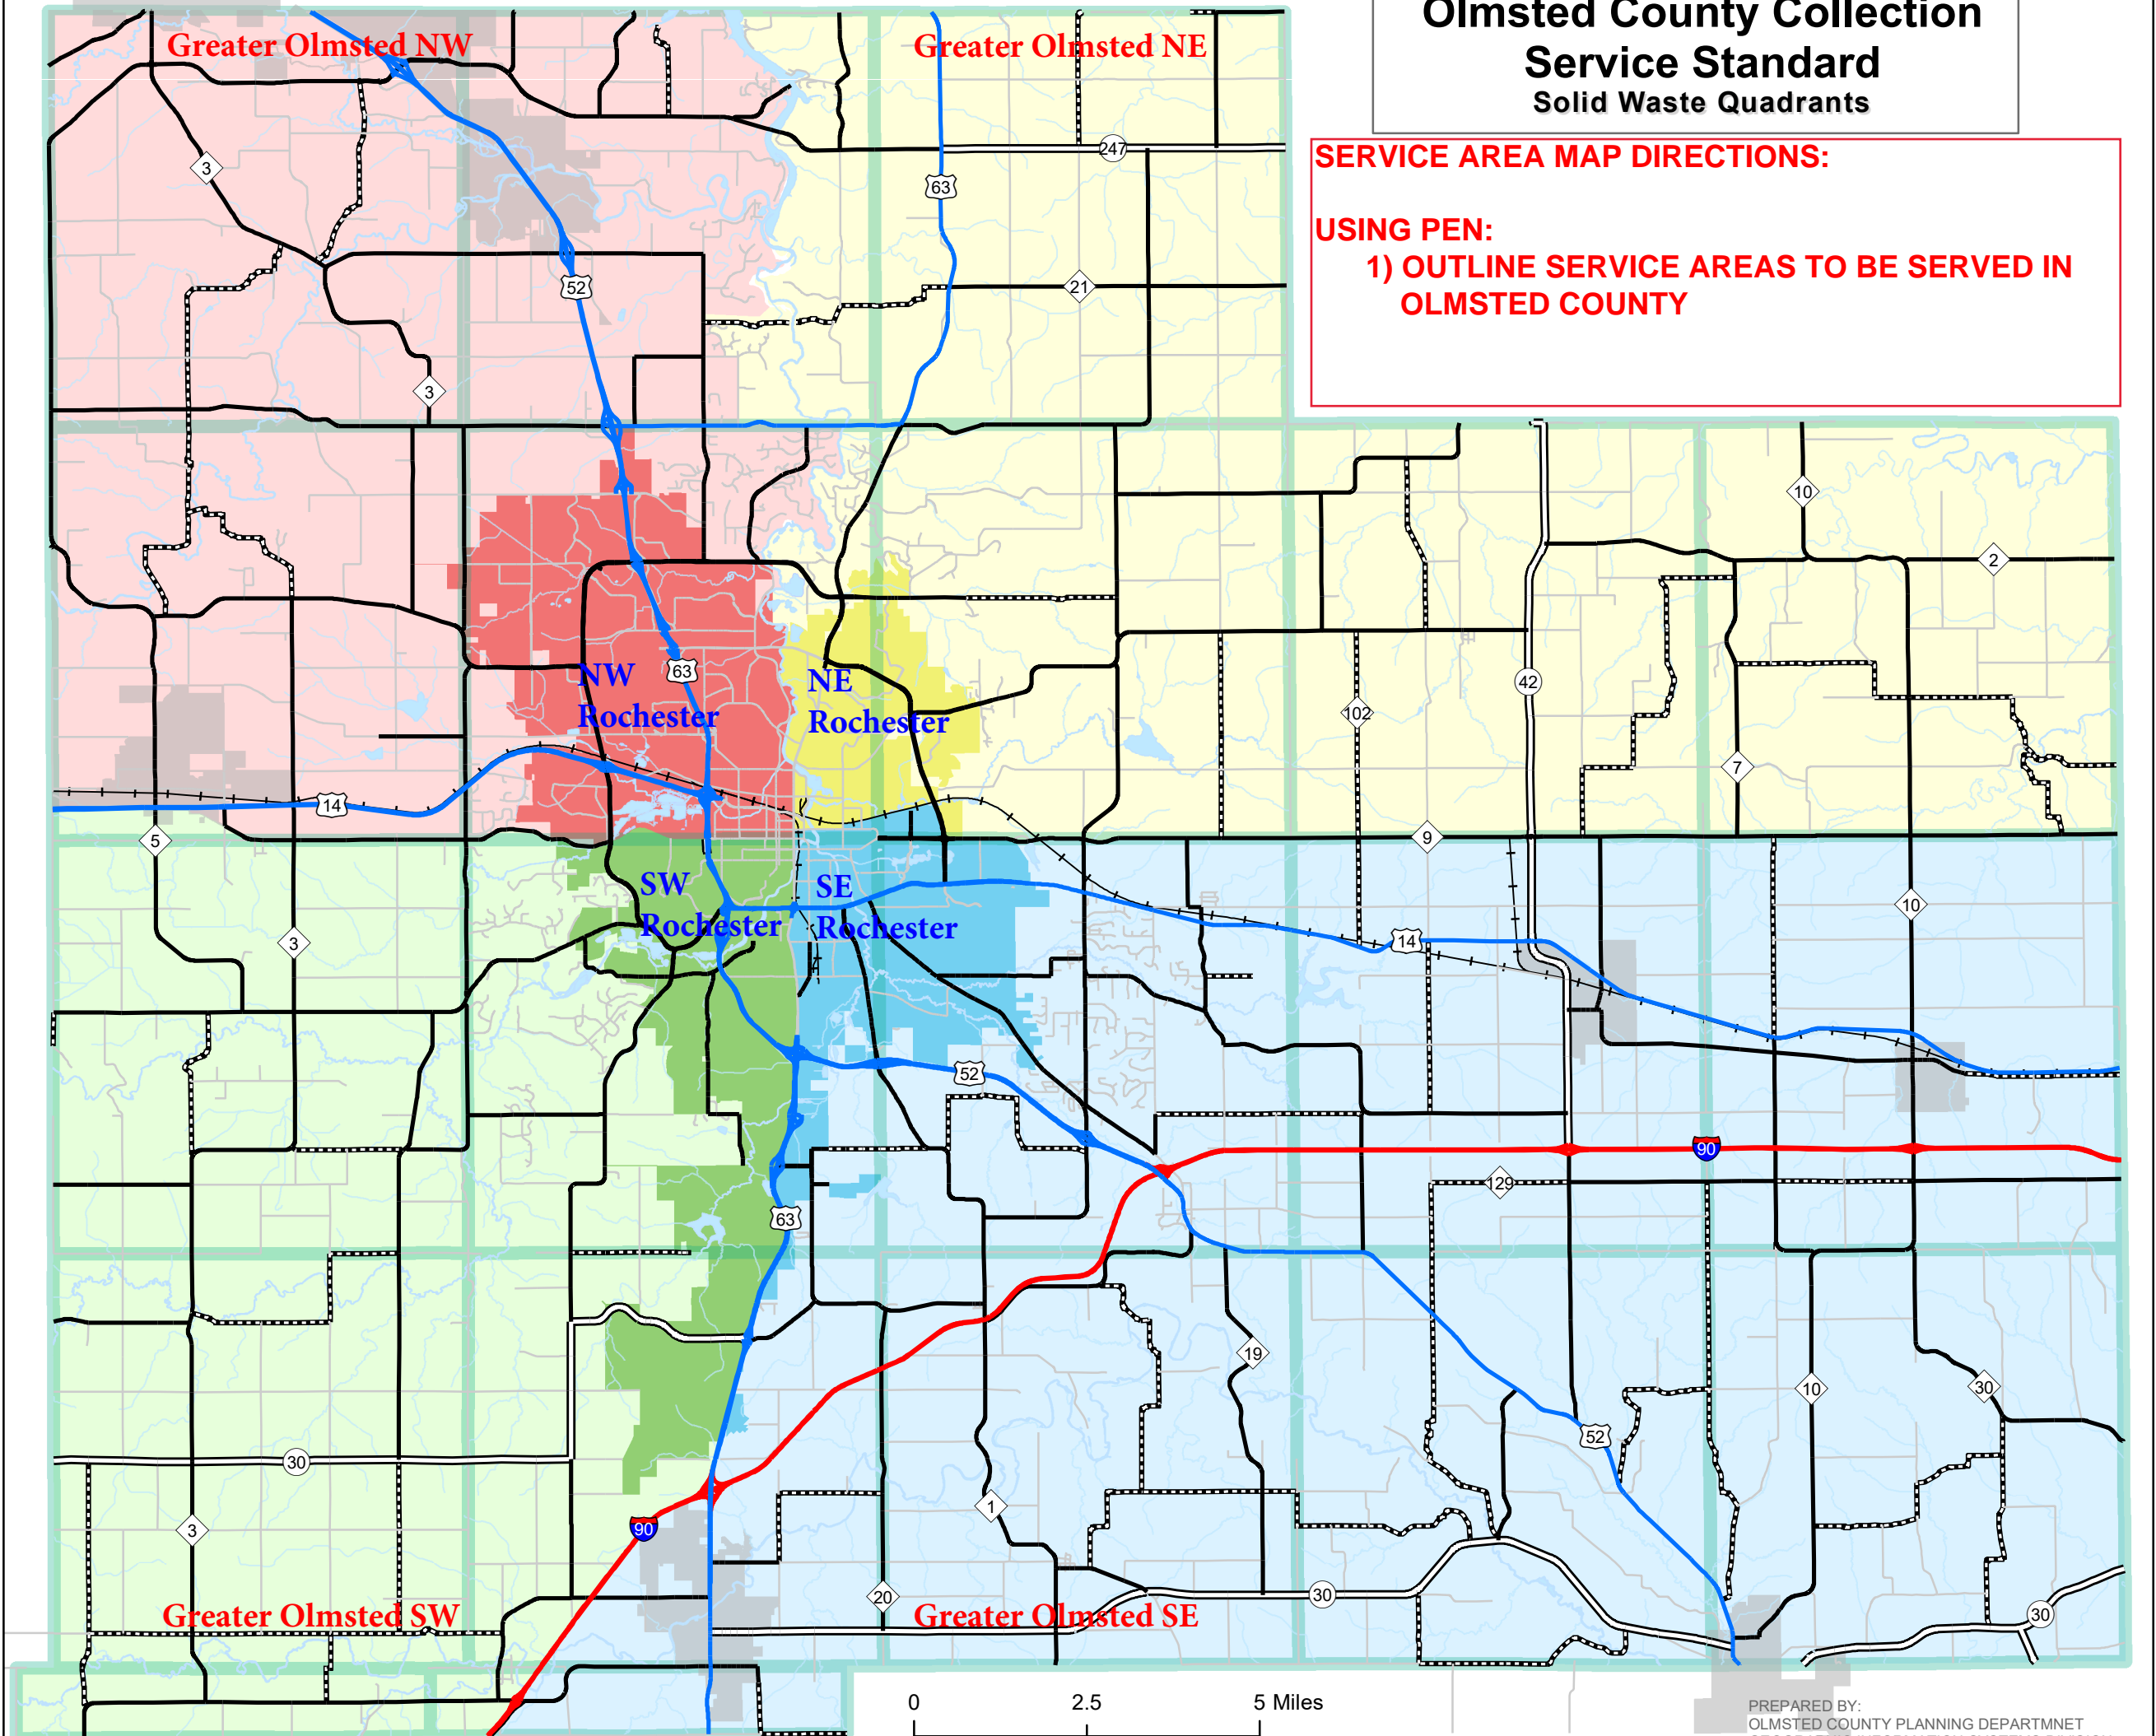 Olmsted County Collection
Service Standard
Solid Waste Quadrants
SERVICE AREA MAP DIRECTIONS:
USING PEN:
1) OUTLINE SERVICE AREAS TO BE SERVED IN
OLMSTED COUNTY
Greater Olmsted NW
Greater Olmsted NE
247
3
63
52
21
3
10
2
NW
Rochester
63
NE
Rochester
42
102
7
14
5
9
SW
Rochester
SE
Rochester
3
14
10
52
90
129
63
19
10
30
30
52
3
90
1
20
30
30
Greater Olmsted SW
Greater Olmsted SE
0 2.5 5 Miles
PREPARED BY:
OLMSTED COUNTY PLANNING DEPARTMNET